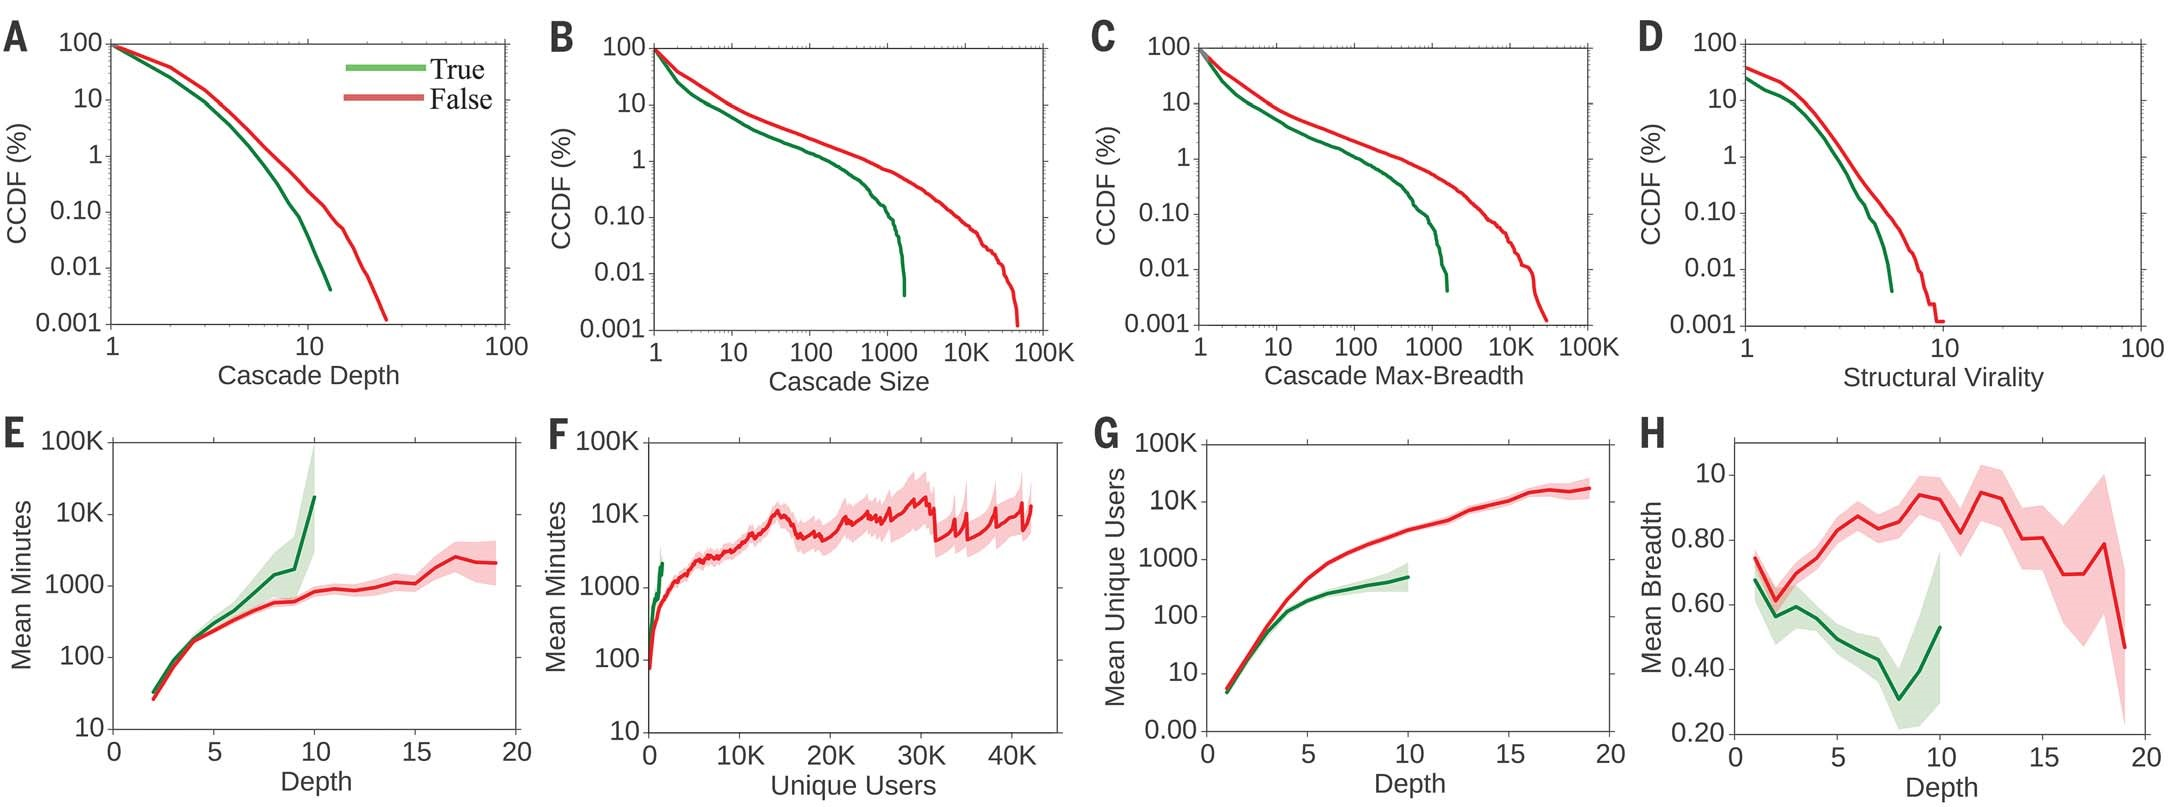 A
CCDF (%)
100
10
1
0.10
0.01
0.001
True
False
1 10 100
Cascade Depth
B
CCDF (%)
100
10
1
0.10
0.01
0.001
1 10 100 1000 10K 100K
Cascade Size
C
CCDF (%)
100
10
1
0.10
0.01
0.001
1 10 100 1000 10K 100K
Cascade Max-Breadth
D
CCDF (%)
100
10
1
0.10
0.01
0.001
1 10 100
Structural Virality
E
Mean Minutes
100K
10K
1000
100
10
0 5 10 15 20
Depth
F
Mean Minutes
100K
10K
1000
100
10
0 10K 20K 30K 40K
Unique Users
G
Mean Unique Users
100K
10K
1000
100
10
0.00
0 5 10 15 20
Depth
H
Mean Breadth
10
0.80
0.60
0.40
0.20
0 5 10 15 20
Depth